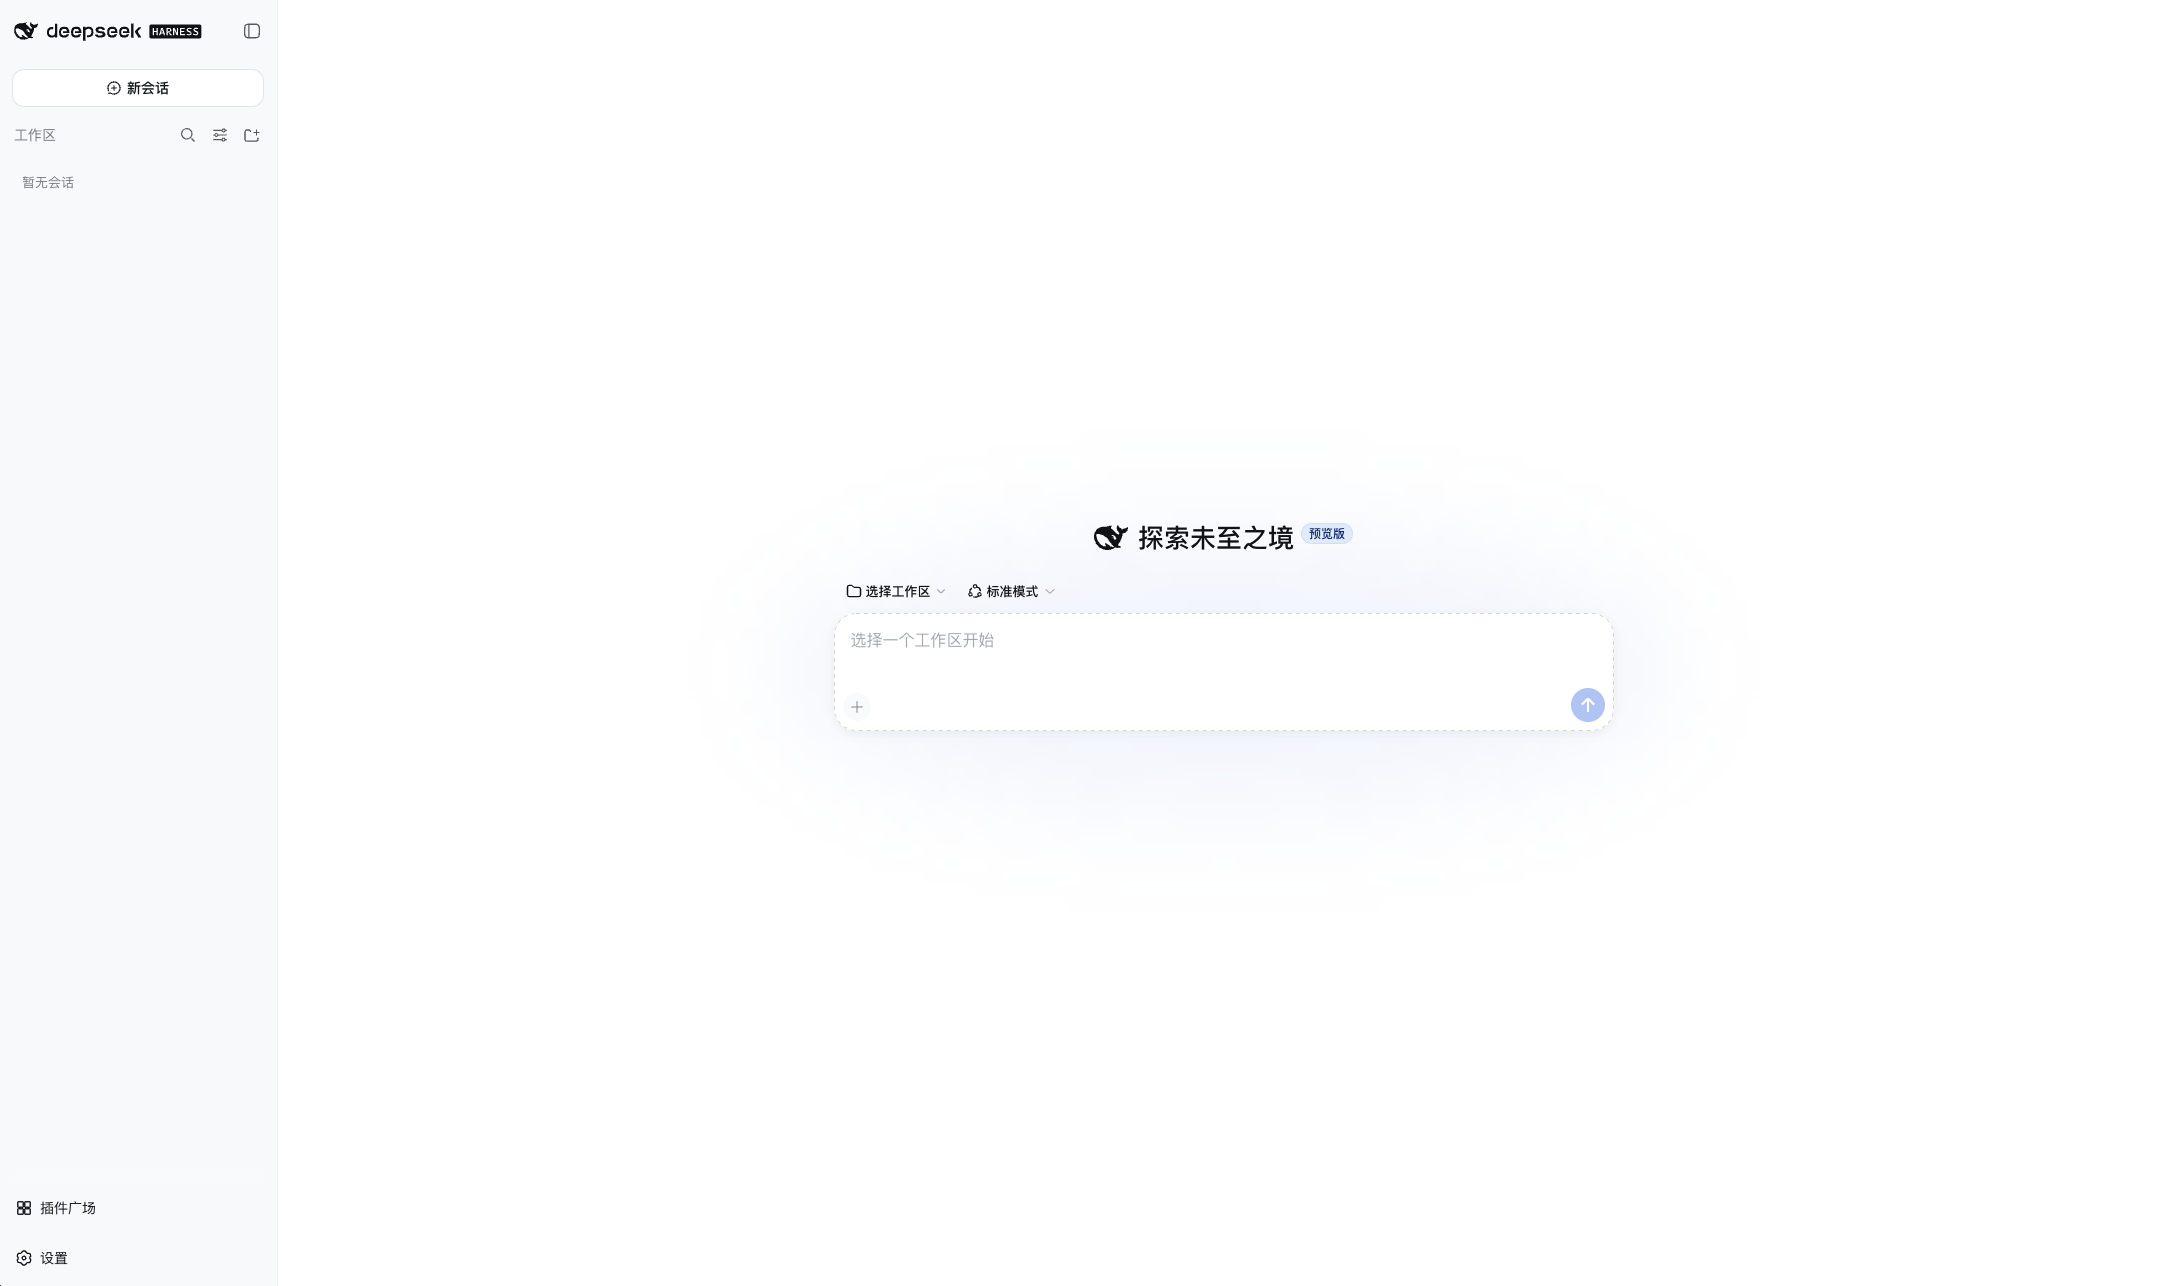 deepseek HARNESS
新会话
工作区
暂无会话
探索未至之境 预览版
选择工作区 标准模式
选择一个工作区开始
插件广场
设置